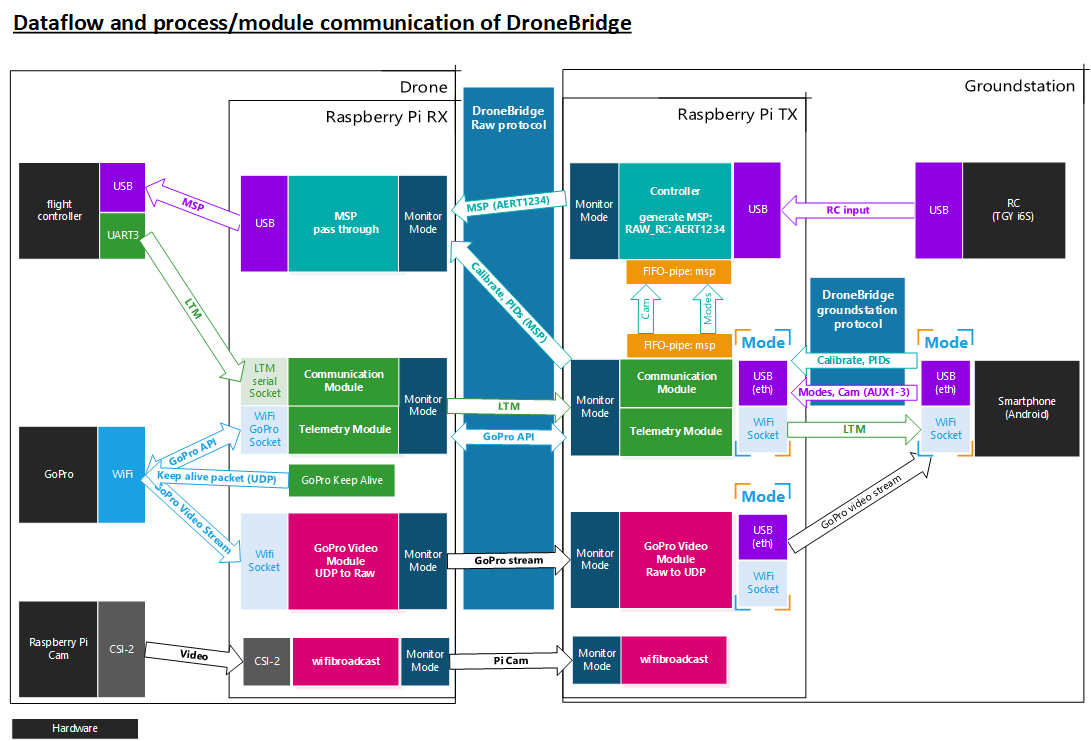 Dataflow and process/module communication of DroneBridge
Drone
Raspberry Pi RX
DroneBridge
Raw protocol
Groundstation
Raspberry Pi TX
flight
controller
USB
UART3
MSP
USB
MSP
pass through
Monitor
Mode
MSP (AERT1234)
Monitor
Mode
Controller
generate MSP:
RAW_RC: AERT1234
USB
RC input
USB
RC
(TGY i6S)
FIFO-pipe: msp
Cam
Modes
FIFO-pipe: msp
Calibrate, PIDs (MSP)
LTM
DroneBridge
groundstation
protocol
LTM
serial
Socket
WiFi
GoPro
Socket
Communication
Module
Telemetry Module
Monitor
Mode
LTM
GoPro API
Monitor
Mode
Communication
Module
Telemetry Module
Mode
USB
(eth)
WiFi
Socket
Calibrate, PIDs
Modes, Cam (AUX1-3)
LTM
Mode
USB
(eth)
WiFi
Socket
Smartphone
(Android)
GoPro
WiFi
GoPro API
Keep alive packet (UDP)
GoPro Video Stream
GoPro Keep Alive
Wifi
Socket
GoPro Video
Module
UDP to Raw
Monitor
Mode
GoPro stream
Monitor
Mode
GoPro Video
Module
Raw to UDP
Mode
USB
(eth)
WiFi
Socket
GoPro video stream
Raspberry Pi
Cam
CSI-2
Video
CSI-2
wifibroadcast
Monitor
Mode
Pi Cam
Monitor
Mode
wifibroadcast
Hardware